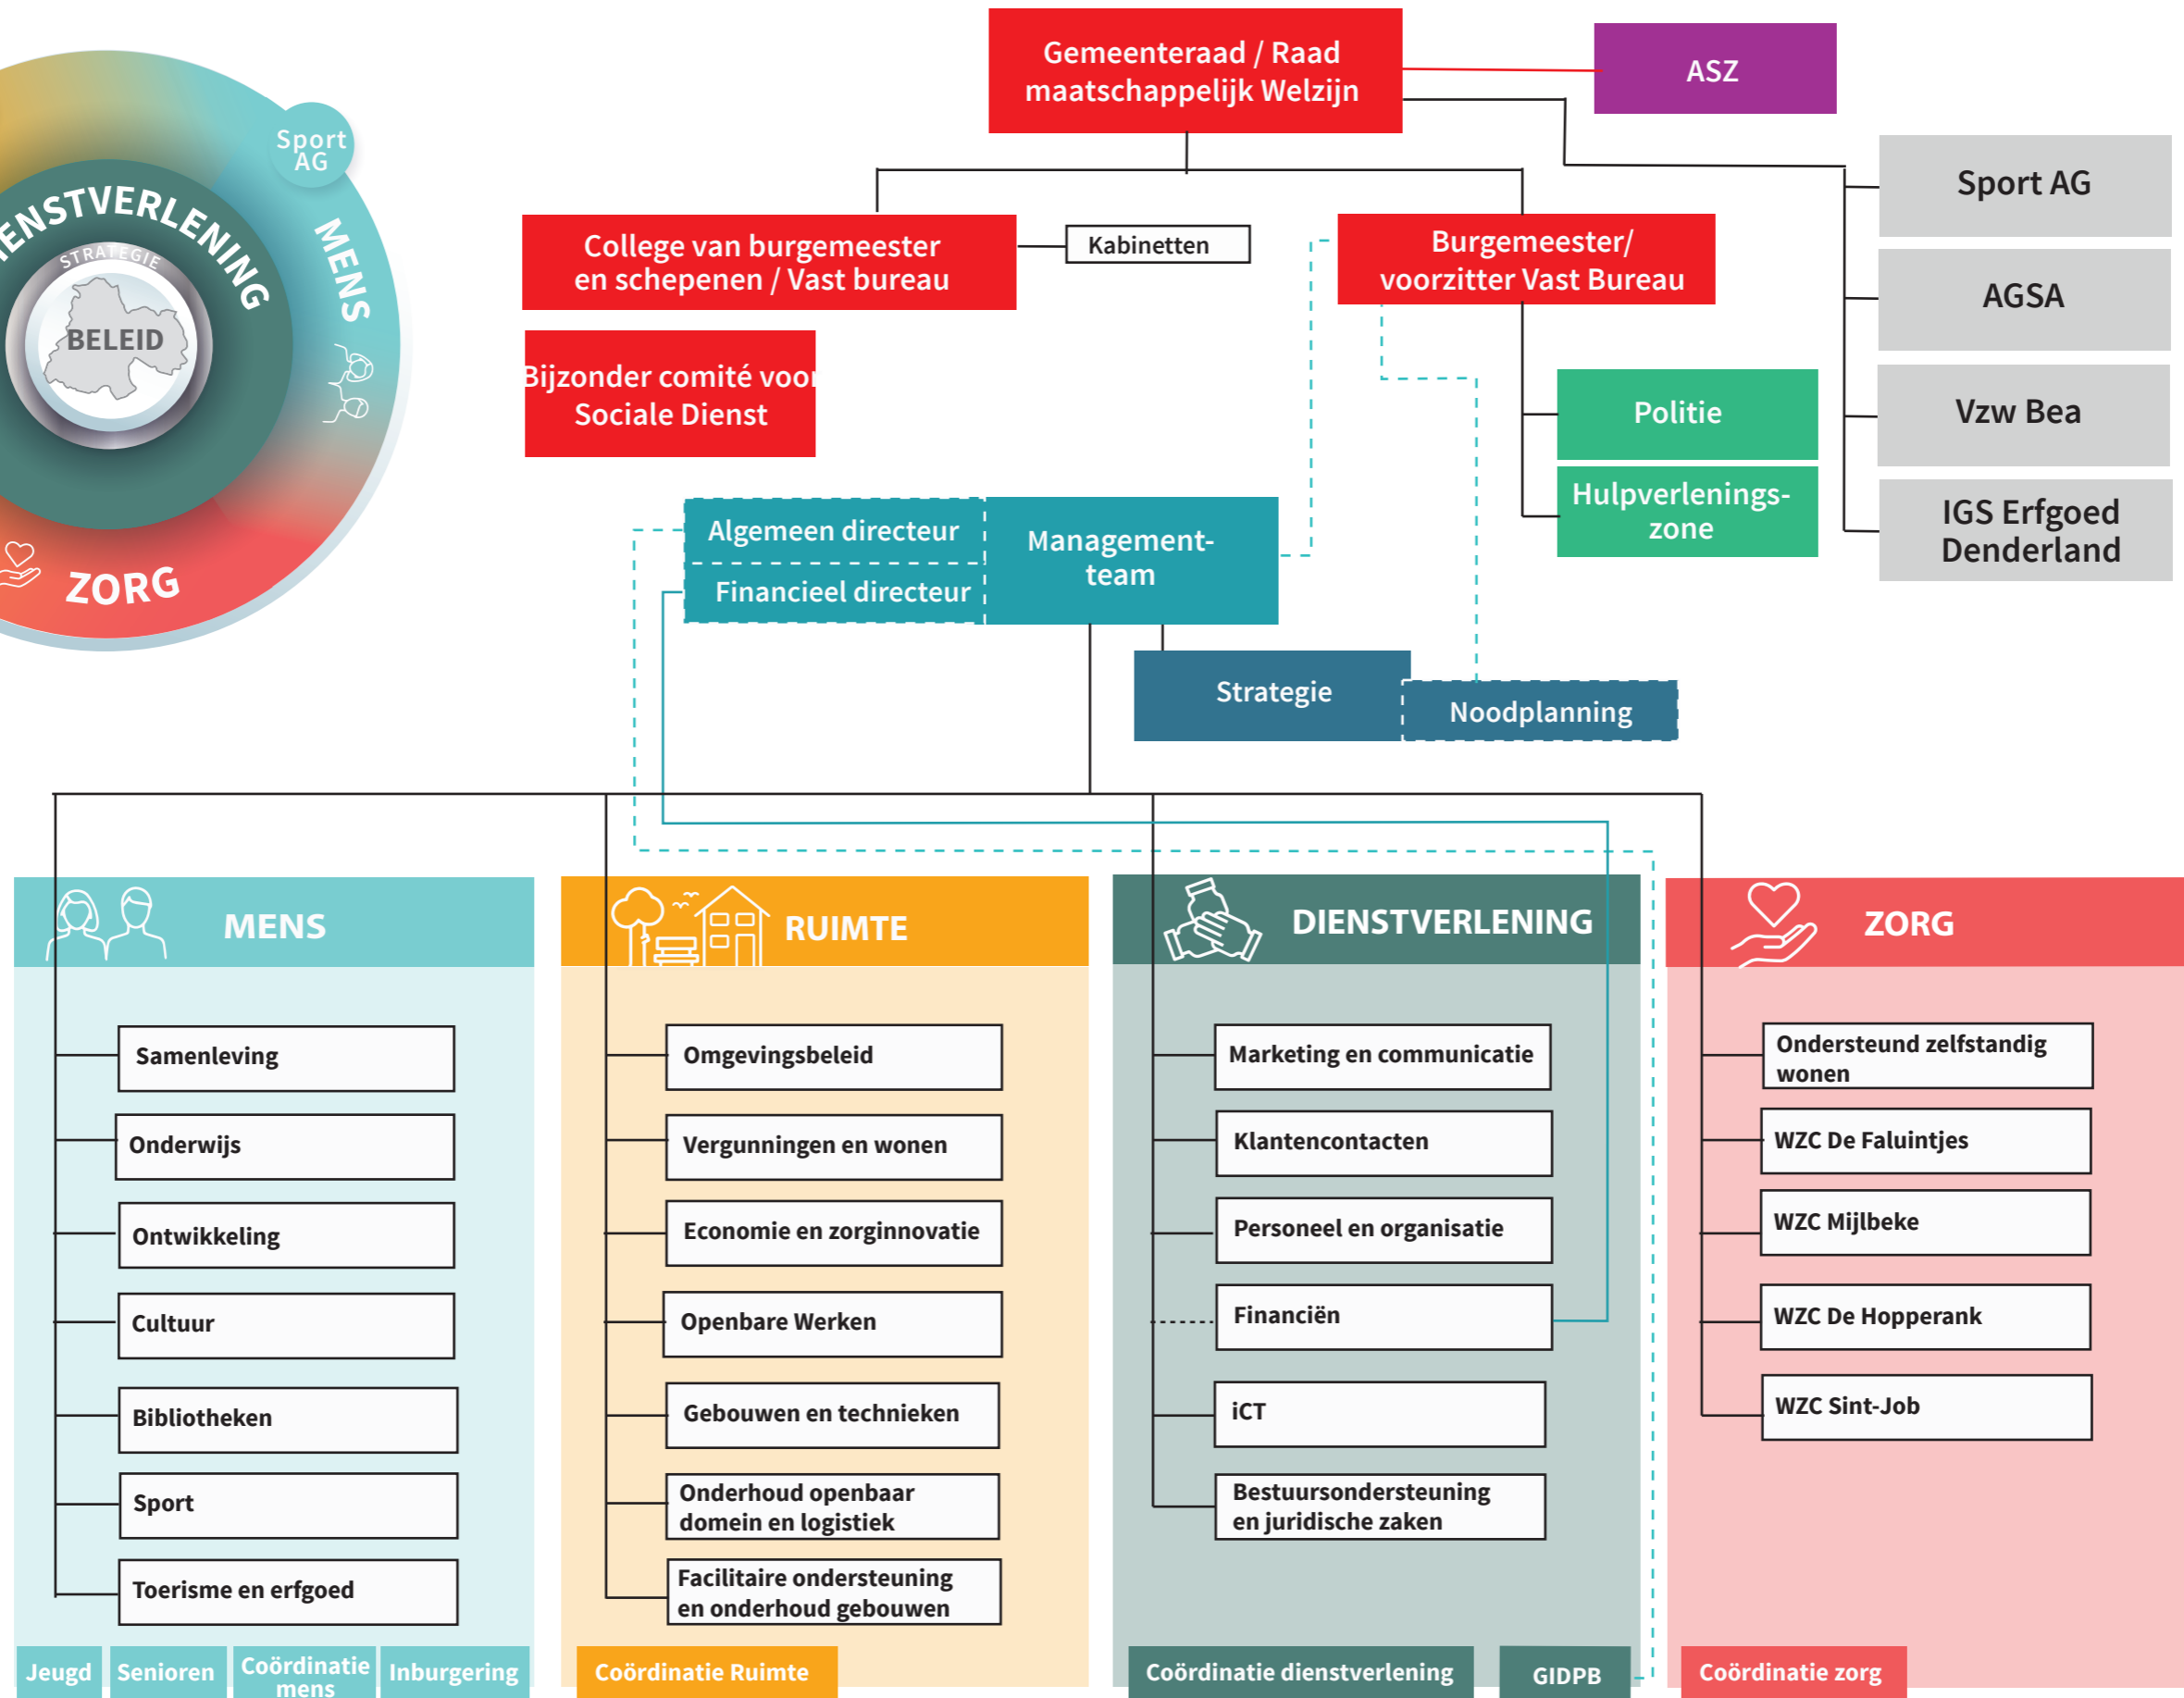 Gemeenteraad / Raad
maatschappelijk Welzijn
ASZ
Sport
AG
DIENSTVERLENING
MENS
STRATEGIE
BELEID
ZORG
Sport AG
AGSA
Vzw Bea
IGS Erfgoed
Denderland
College van burgemeester
en schepenen / Vast bureau
Kabinetten
Burgemeester/
voorzitter Vast Bureau
Bijzonder comité voor
Sociale Dienst
Politie
Hulpverlenings-
zone
Algemeen directeur
Financieel directeur
Management-
team
Strategie
Noodplanning
MENS
Samenleving
Onderwijs
Ontwikkeling
Cultuur
Bibliotheken
Sport
Toerisme en erfgoed
Jeugd
Senioren
Coördinatie
mens
Inburgering
RUIMTE
Omgevingsbeleid
Vergunningen en wonen
Economie en zorginnovatie
Openbare Werken
Gebouwen en technieken
Onderhoud openbaar
domein en logistiek
Facilitaire ondersteuning
en onderhoud gebouwen
Coördinatie Ruimte
DIENSTVERLENING
Marketing en communicatie
Klantencontacten
Personeel en organisatie
Financiën
iCT
Bestuursondersteuning
en juridische zaken
Coördinatie dienstverlening
GIDPB
ZORG
Ondersteund zelfstandig
wonen
WZC De Faluintjes
WZC Mijlbeke
WZC De Hopperank
WZC Sint-Job
Coördinatie zorg